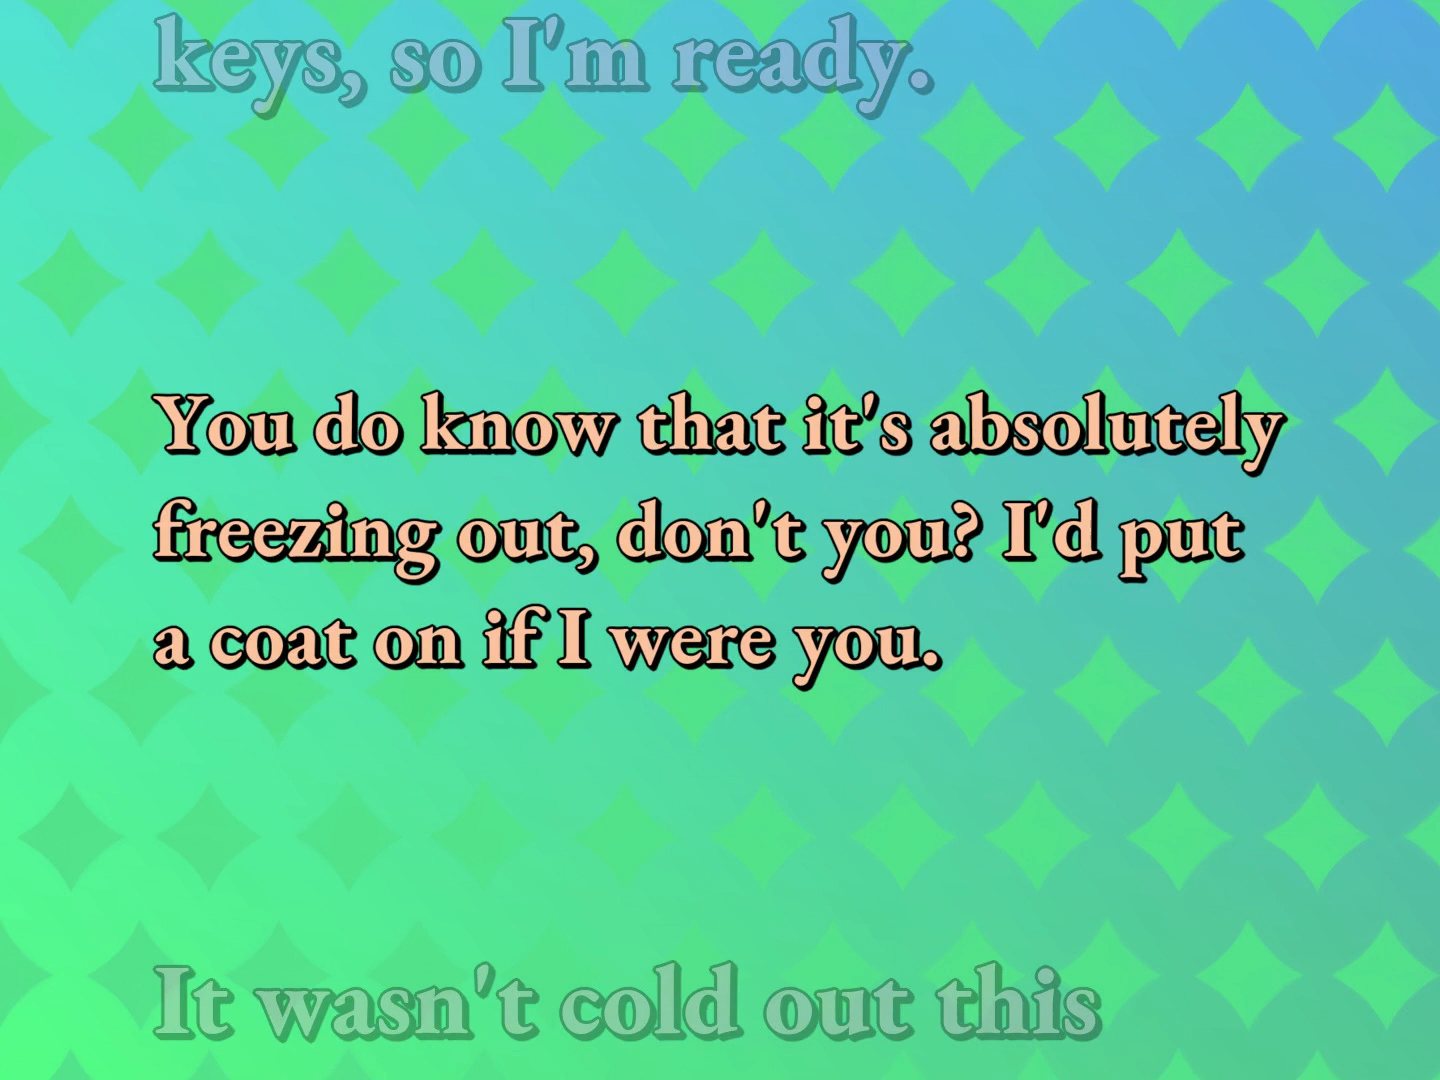 keys, so I'm ready.
You do know that it's absolutely
freezing out, don't you? I'd put
a coat on if I were you.
It wasn't cold out this